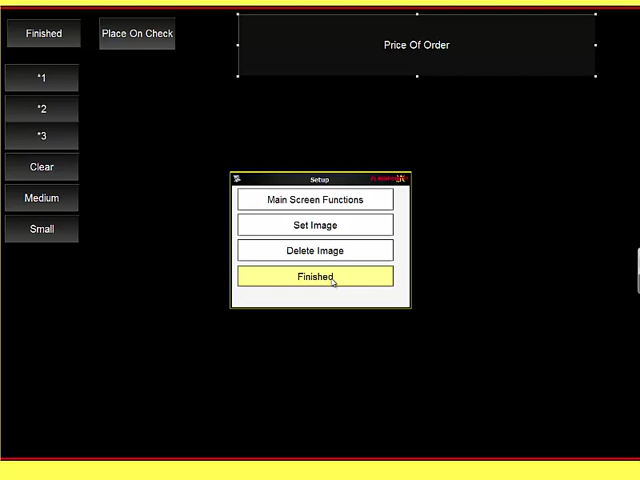 Finished
Place On Check
Price Of Order
*1
*2
*3
Clear
Medium
Small
Setup
Main Screen Functions
Set Image
Delete Image
Finished